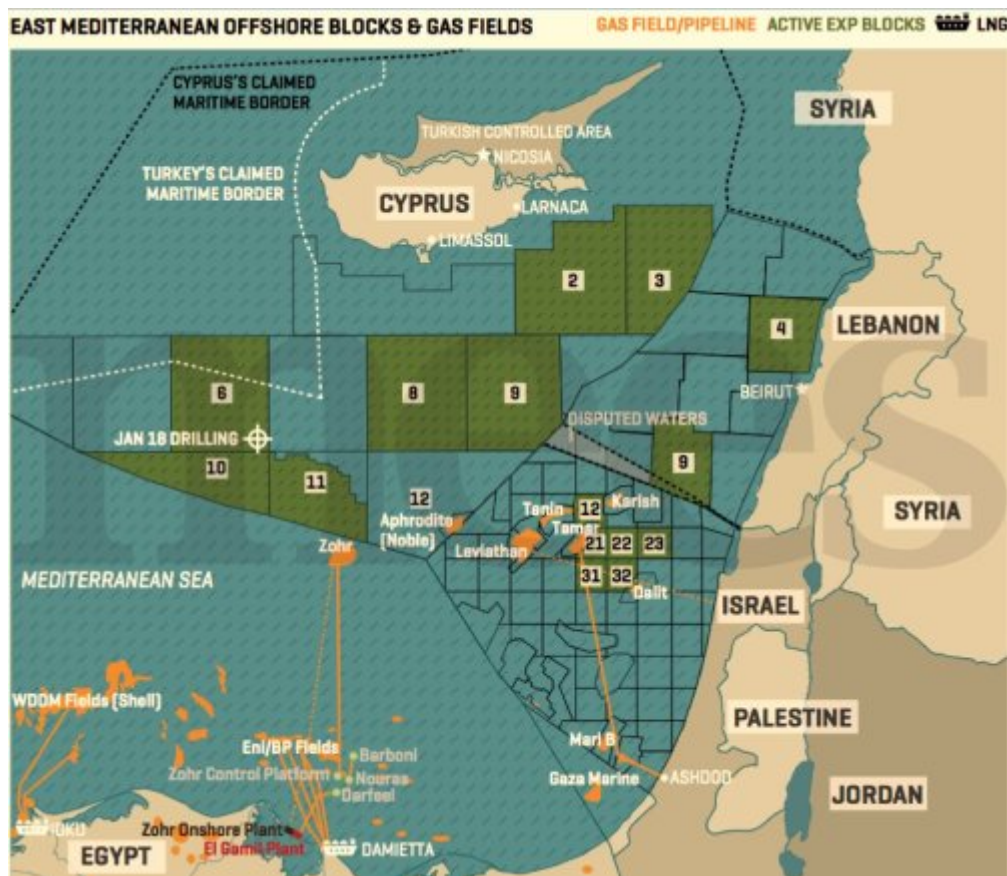 EAST MEDITERRANEAN OFFSHORE BLOCKS & GAS FIELDS
GAS FIELD/PIPELINE
ACTIVE EXP BLOCKS
LNG
CYPRUS'S CLAIMED
MARITIME BORDER
TURKEY'S CLAIMED
MARITIME BORDER
TURKISH CONTROLLED AREA
NICOSIA
CYPRUS
LARNACA
LIMASSOL
SYRIA
2
3
4
LEBANON
BEIRUT
6
8
9
DISPUTED WATERS
JAN 18 DRILLING
10
11
9
12
Aphrodite
(Noble)
Tanin
12
Karish
Tamar
Leviathan
21
22
23
31
32
Dalit
SYRIA
Zohr
MEDITERRANEAN SEA
ISRAEL
WDDM Fields (Shell)
PALESTINE
Eni/BP Fields
Barboni
Mari B
Zohr Control Platform
Nouras
Darfeel
Gaza Marine
ASHDOD
JORDAN
IDKU
Zohr Onshore Plant
El Gamil Plant
DAMIETTA
EGYPT